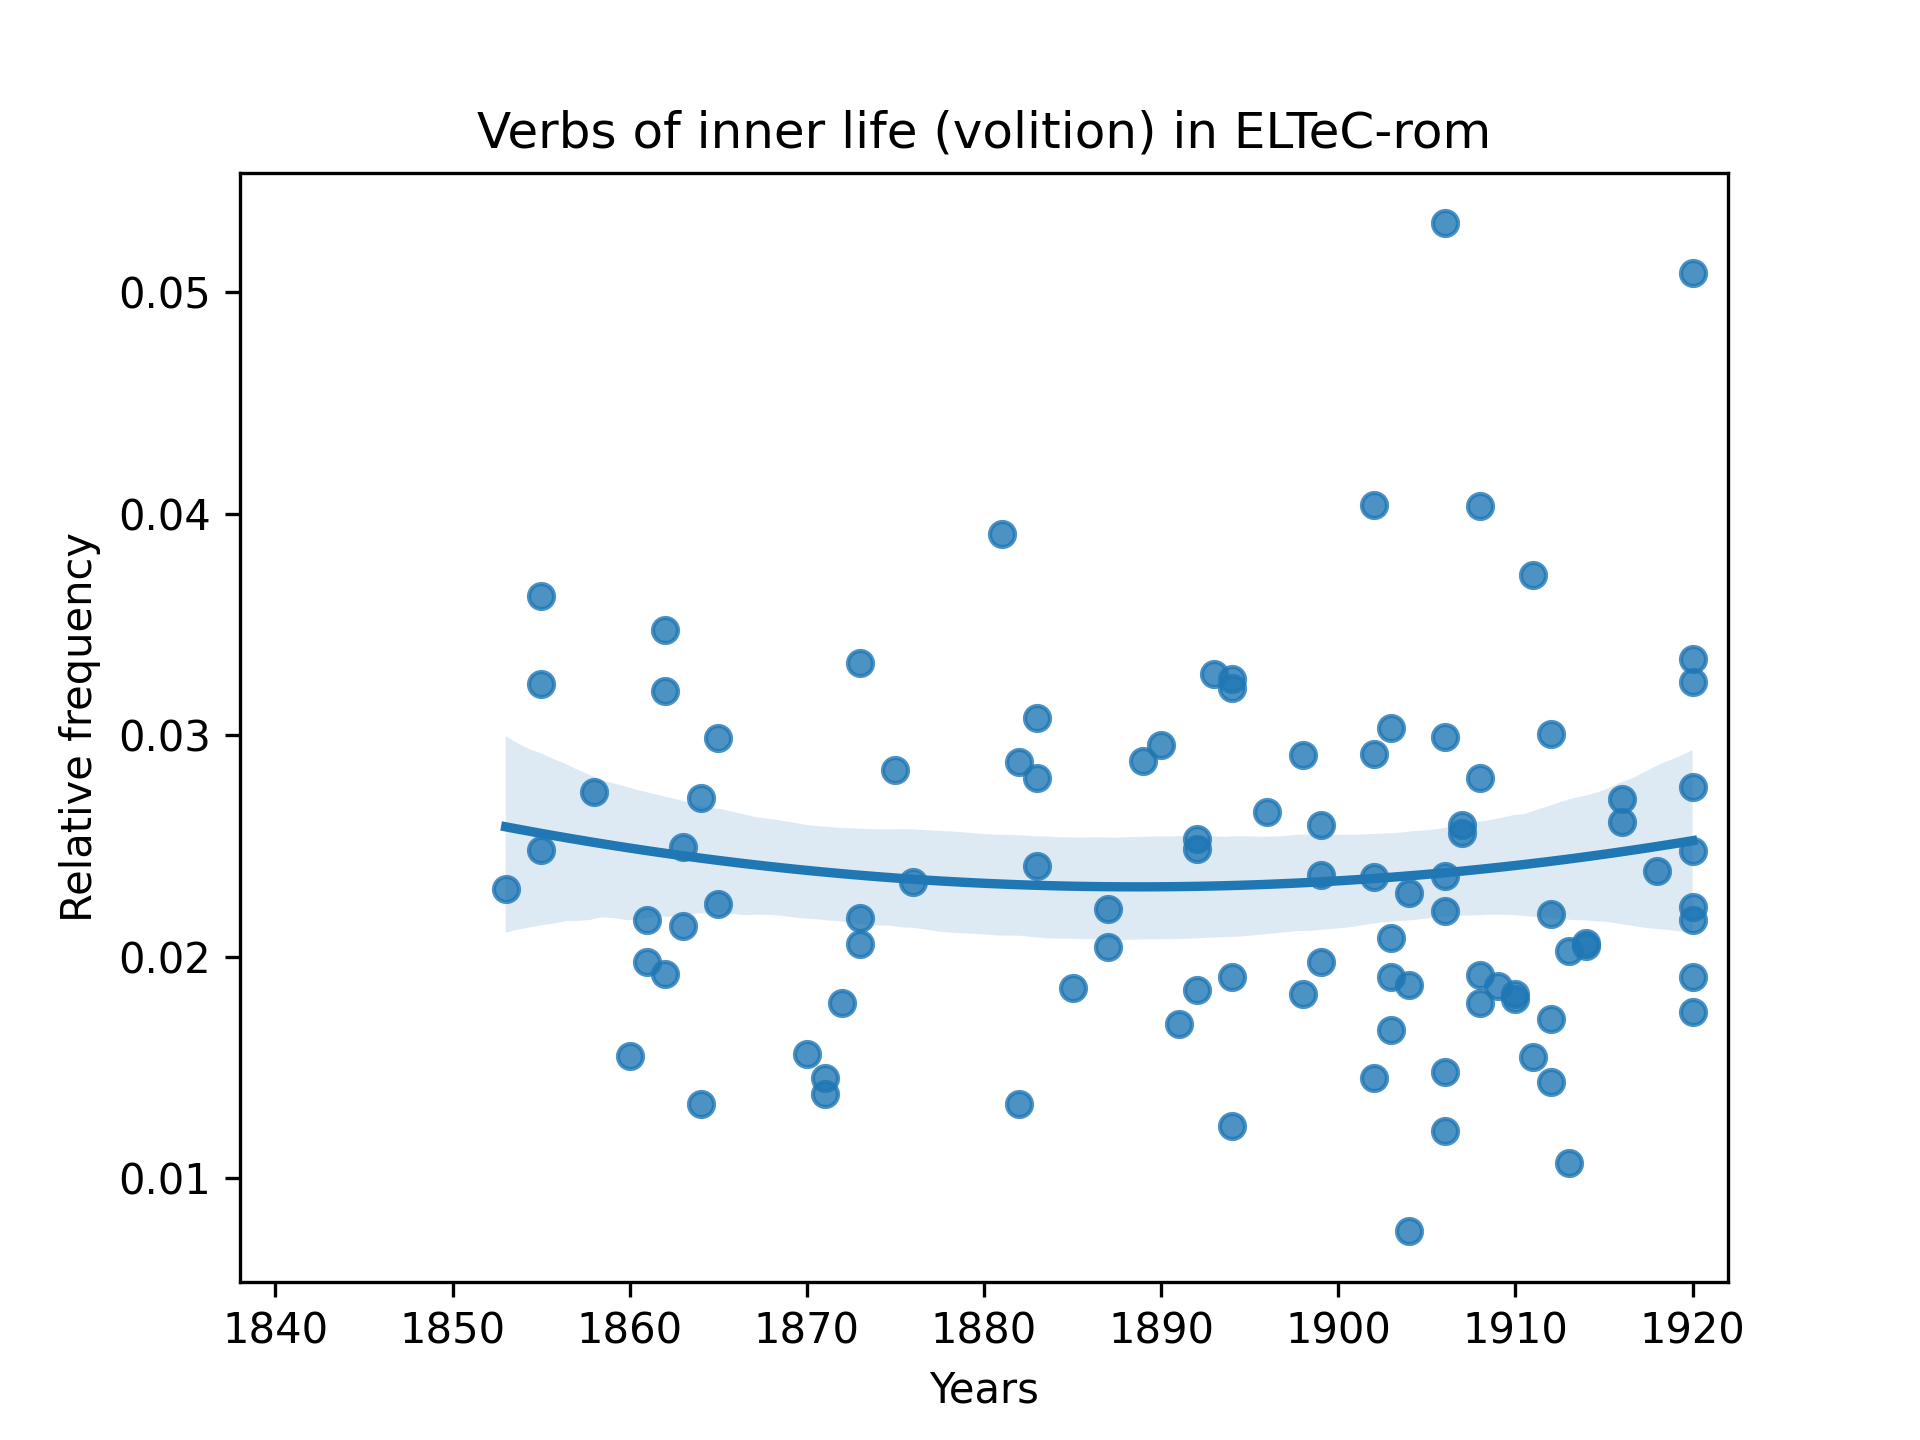 Verbs of inner life (volition) in ELTeC-rom
0.05
0.04
0.03
0.02
0.01
Relative frequency
1840 1850 1860 1870 1880 1890 1900 1910 1920
Years